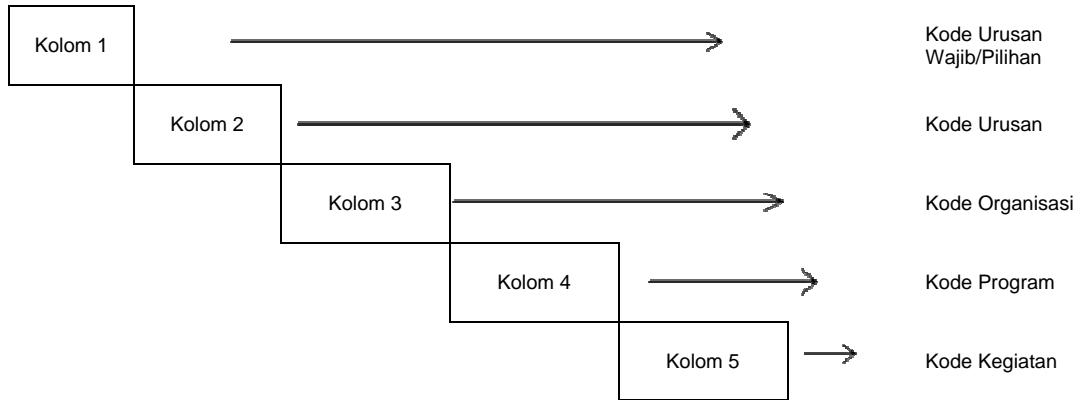 Kolom 1
Kode Urusan
Wajib/Pilihan
Kolom 2
Kode Urusan
Kolom 3
Kode Organisasi
Kolom 4
Kode Program
Kolom 5
Kode Kegiatan